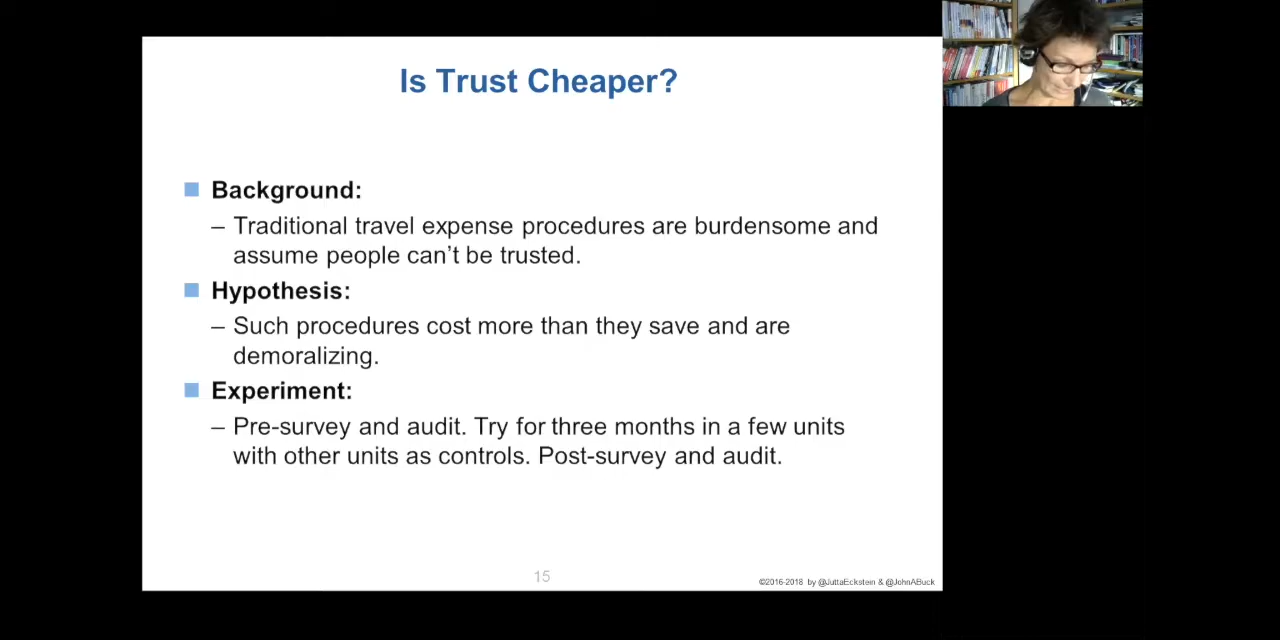 Is Trust Cheaper?
Background:
– Traditional travel expense procedures are burdensome and
assume people can’t be trusted.
Hypothesis:
– Such procedures cost more than they save and are
demoralizing.
Experiment:
– Pre-survey and audit. Try for three months in a few units
with other units as controls. Post-survey and audit.
15
©2016-2018 by @JuttaEckstein & @JohnABuck